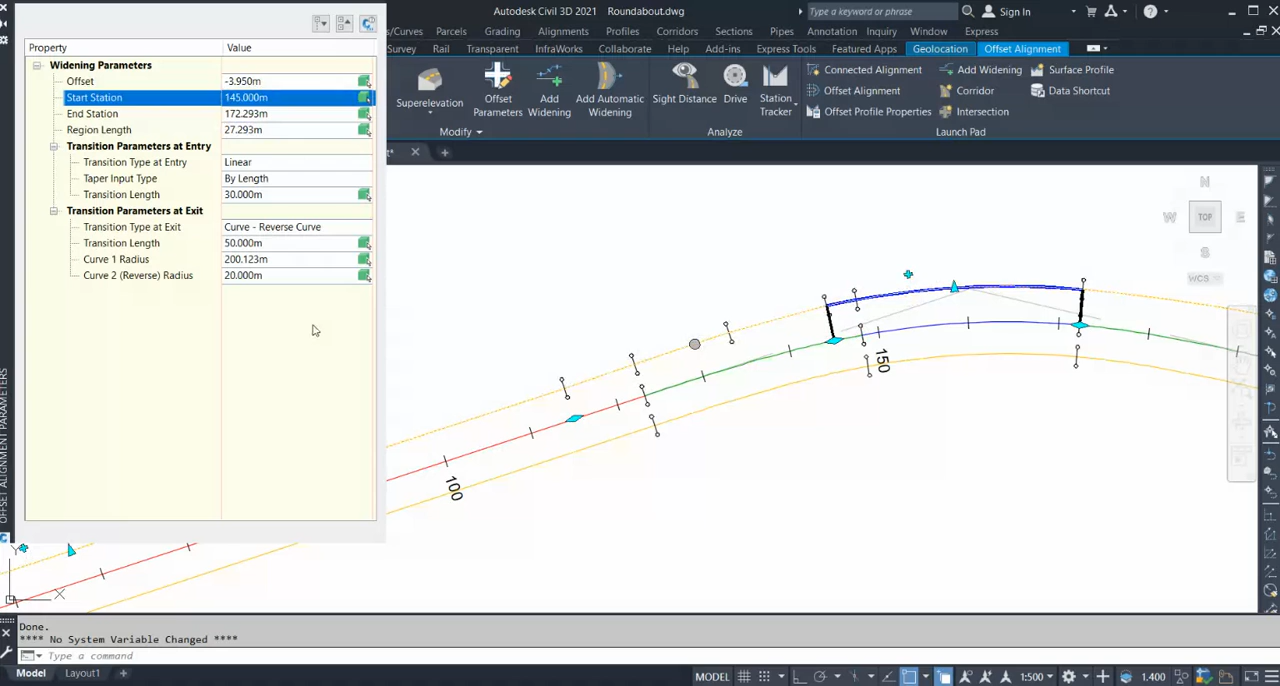 Autodesk Civil 3D 2021 Roundabout.dwg
Type a keyword or phrase
Sign In
/Curves Parcels Grading Alignments Profiles Corridors Sections Pipes Annotation Inquiry Window Express
Survey Rail Transparent InfraWorks Collaborate Help Add-ins Express Tools Featured Apps Geolocation Offset Alignment
Superelevation
Offset Parameters
Add Widening
Add Automatic Widening
Sight Distance
Drive
Station Tracker
Connected Alignment
Add Widening
Surface Profile
Offset Alignment
Corridor
Data Shortcut
Offset Profile Properties
Intersection
Modify
Analyze
Launch Pad
Property Value
Widening Parameters
Offset -3.950m
Start Station 145.000m
End Station 172.293m
Region Length 27.293m
Transition Parameters at Entry
Transition Type at Entry Linear
Taper Input Type By Length
Transition Length 30.000m
Transition Parameters at Exit
Transition Type at Exit Curve - Reverse Curve
Transition Length 50.000m
Curve 1 Radius 200.123m
Curve 2 (Reverse) Radius 20.000m
OFFSET ALIGNMENT PARAMETERS
N
W TOP E
S
WCS
150
100
X
Done.
**** No System Variable Changed ****
Type a command
Model Layout1
MODEL
1:500
1.400